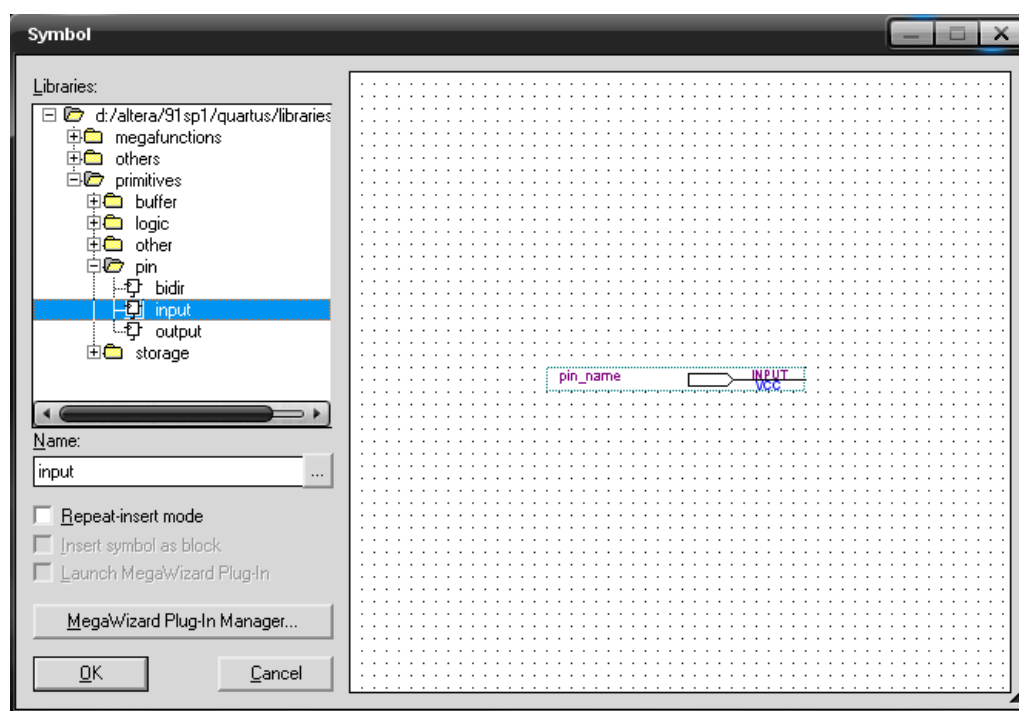 Symbol
Libraries:
d:/altera/91sp1/quartus/libraries
megafunctions
others
primitives
buffer
logic
other
pin
bidir
input
output
storage
pin_name
INPUT
VCC
Name:
input
...
Repeat-insert mode
Insert symbol as block
Launch MegaWizard Plug-In
MegaWizard Plug-In Manager...
OK
Cancel